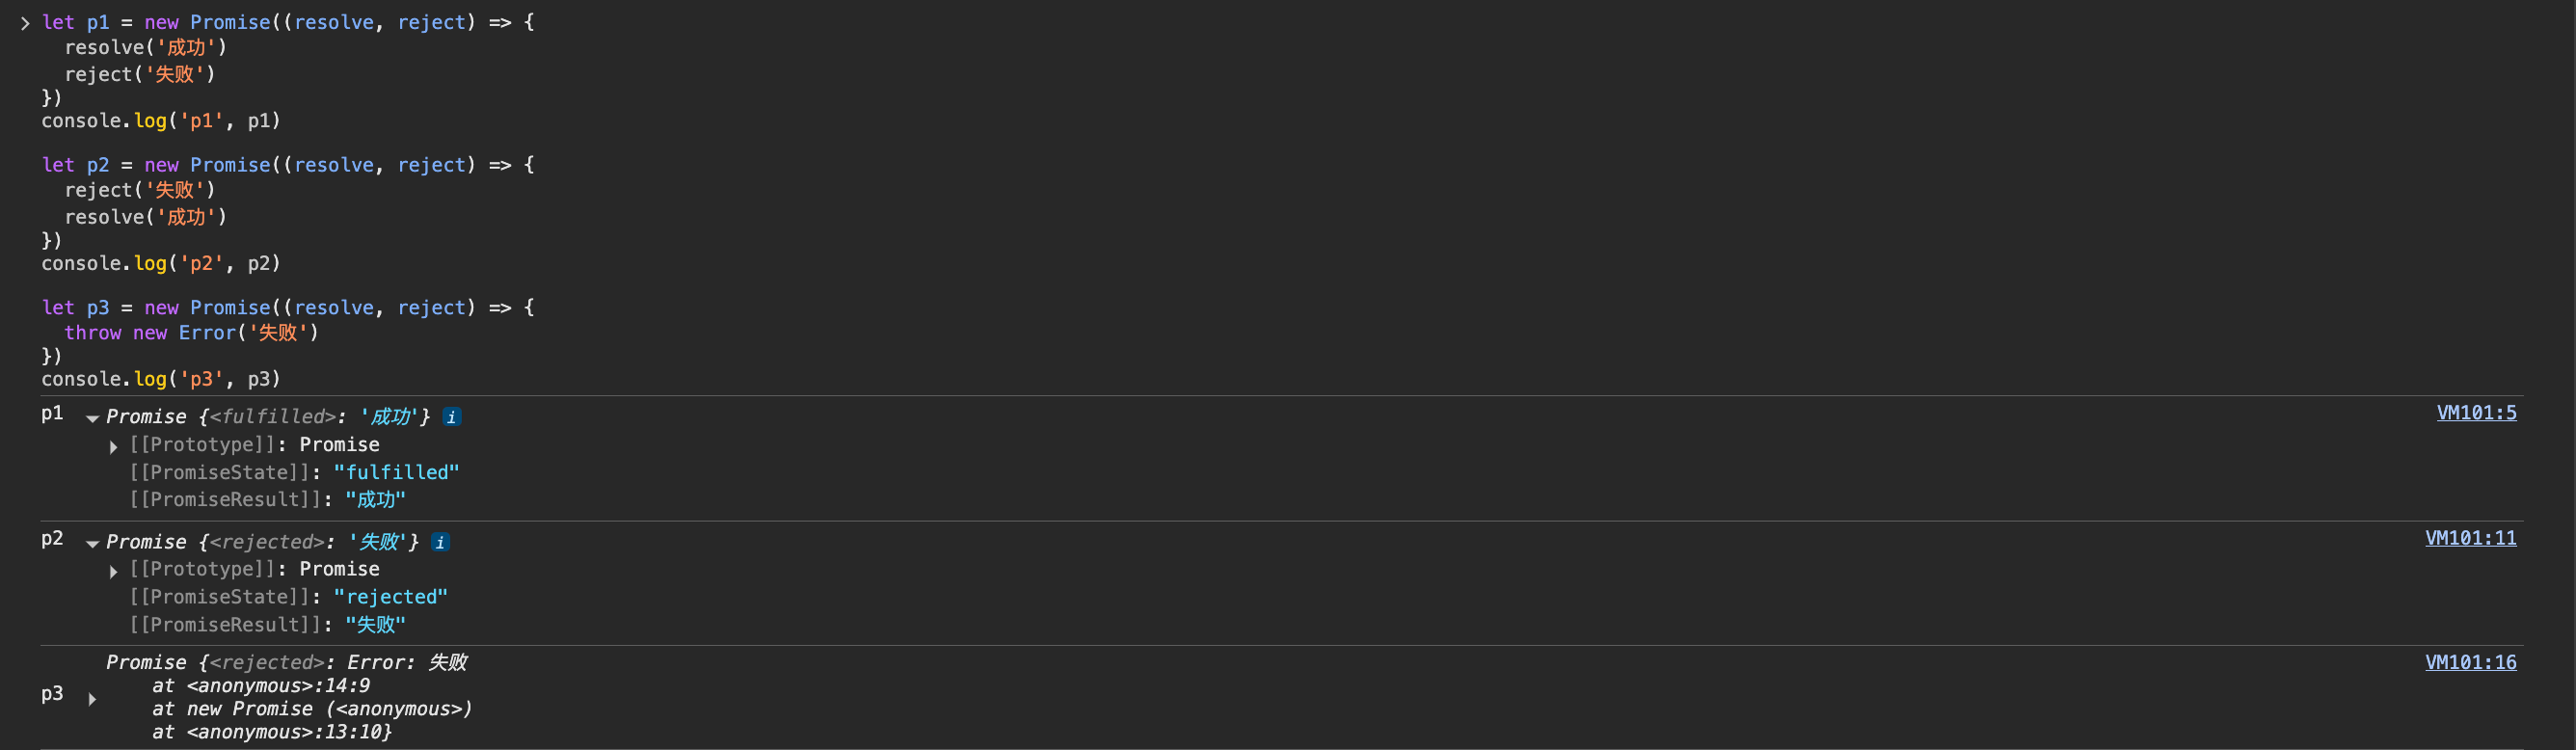 let p1 = new Promise((resolve, reject) => {
  resolve('成功')
  reject('失败')
})
console.log('p1', p1)

let p2 = new Promise((resolve, reject) => {
  reject('失败')
  resolve('成功')
})
console.log('p2', p2)

let p3 = new Promise((resolve, reject) => {
  throw new Error('失败')
})
console.log('p3', p3)
p1 Promise {<fulfilled>: '成功'} i VM101:5
[[Prototype]]: Promise
[[PromiseState]]: "fulfilled"
[[PromiseResult]]: "成功"
p2 Promise {<rejected>: '失败'} i VM101:11
[[Prototype]]: Promise
[[PromiseState]]: "rejected"
[[PromiseResult]]: "失败"
Promise {<rejected>: Error: 失败 VM101:16
at <anonymous>:14:9
p3
at new Promise (<anonymous>)
at <anonymous>:13:10}